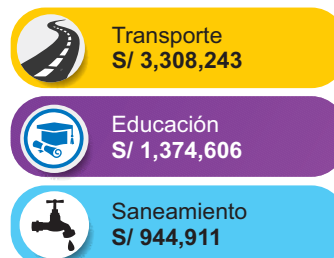 Transporte
S/ 3,308,243
Educación
S/ 1,374,606
Saneamiento
S/ 944,911